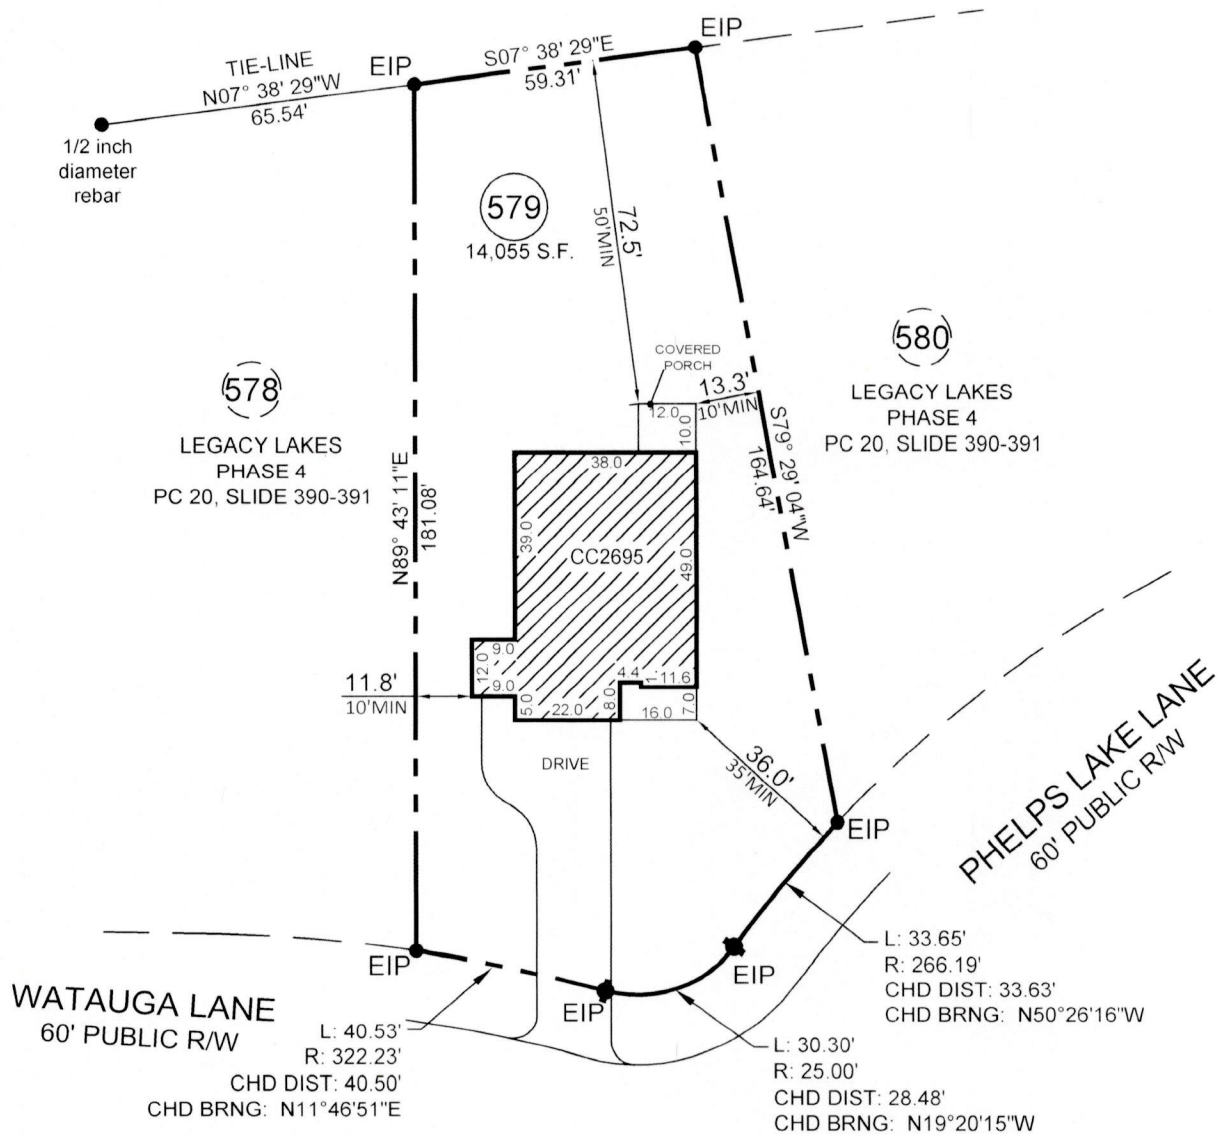 EIP
S07° 38' 29"E
59.31'
EIP
TIE-LINE
N07° 38' 29"W
65.54'
1/2 inch
diameter
rebar
579
14,055 S.F.
72.5'
50'MIN
578
LEGACY LAKES
PHASE 4
PC 20, SLIDE 390-391
580
LEGACY LAKES
PHASE 4
PC 20, SLIDE 390-391
COVERED
PORCH
13.3'
10'MIN
12.0
10.0
S79° 29' 04"W
164.64'
N89° 43' 11"E
181.08'
38.0
39.0
CC2695
49.0
9.0
12.0
9.0
4.4
1.
11.6
11.8'
10'MIN
5.0
22.0
8.0
16.0
7.0
DRIVE
36.0'
35'MIN
EIP
PHELPS LAKE LANE
60' PUBLIC R/W
EIP
EIP
EIP
WATAUGA LANE
60' PUBLIC R/W
L: 33.65'
R: 266.19'
CHD DIST: 33.63'
CHD BRNG: N50°26'16"W
L: 40.53'
R: 322.23'
CHD DIST: 40.50'
CHD BRNG: N11°46'51"E
L: 30.30'
R: 25.00'
CHD DIST: 28.48'
CHD BRNG: N19°20'15"W